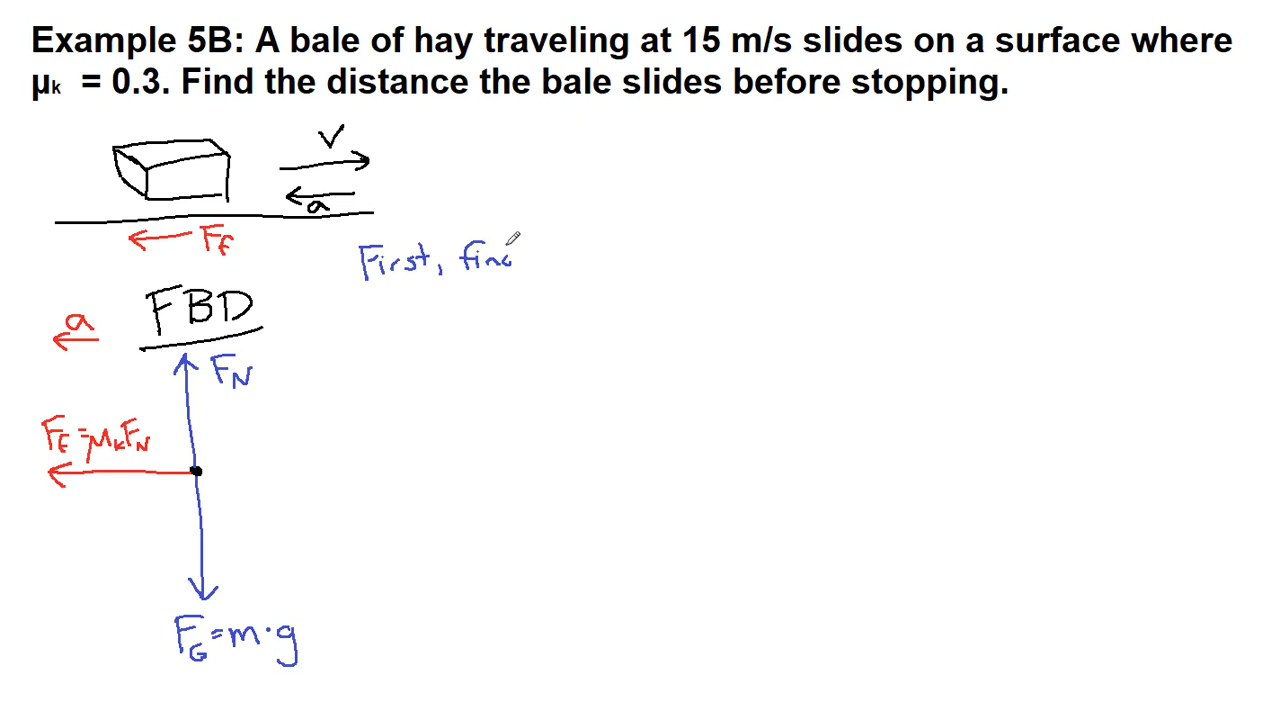 Example 5B: A bale of hay traveling at 15 m/s slides on a surface where
μk = 0.3. Find the distance the bale slides before stopping.
V
a
FF
First, find
FBD
a
FN
FF=μkFN
FG=m·g